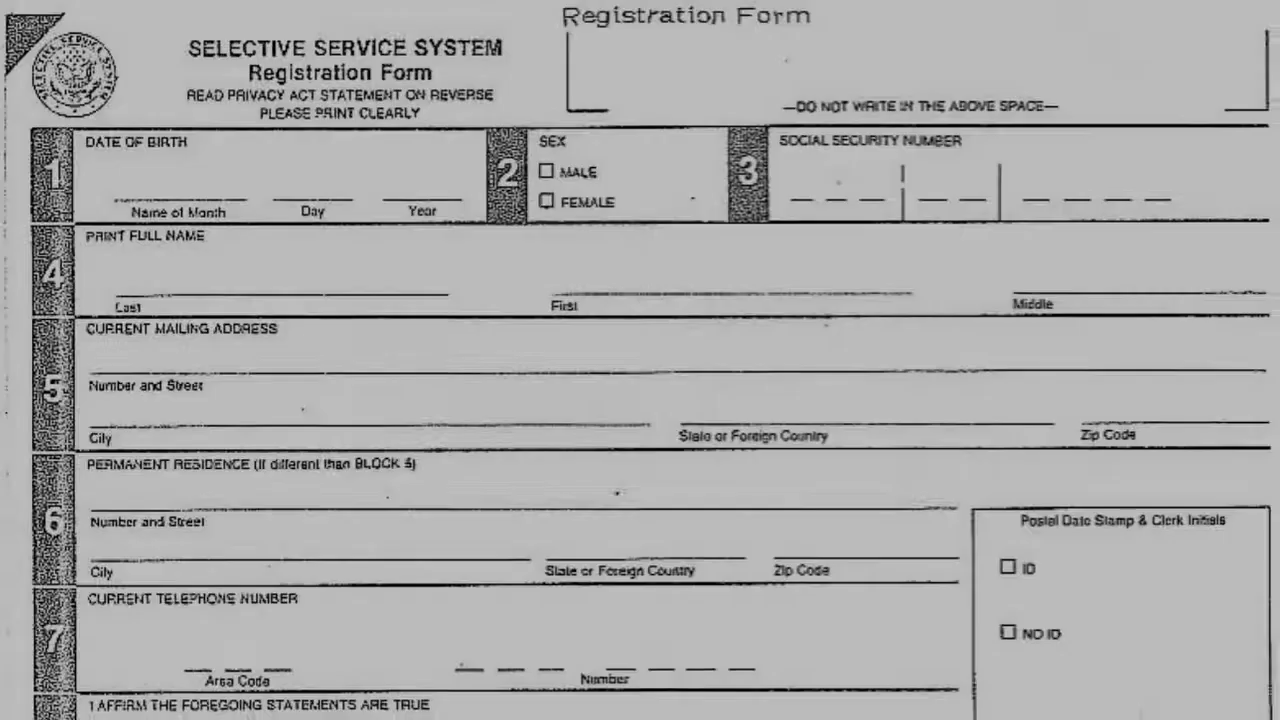 Registration Form
SELECTIVE SERVICE SYSTEM
Registration Form
READ PRIVACY ACT STATEMENT ON REVERSE
PLEASE PRINT CLEARLY
—DO NOT WRITE IN THE ABOVE SPACE—
SELECTIVE SERVICE SYSTEM
1
DATE OF BIRTH
Name of Month Day Year
2
SEX
MALE
FEMALE
3
SOCIAL SECURITY NUMBER
4
PRINT FULL NAME
Last First Middle
5
CURRENT MAILING ADDRESS
Number and Street
City State or Foreign Country Zip Code
6
PERMANENT RESIDENCE (If different than BLOCK 5)
Number and Street
City State or Foreign Country Zip Code
Postal Date Stamp & Clerk Initials
ID
NO ID
7
CURRENT TELEPHONE NUMBER
Area Code Number
I AFFIRM THE FOREGOING STATEMENTS ARE TRUE